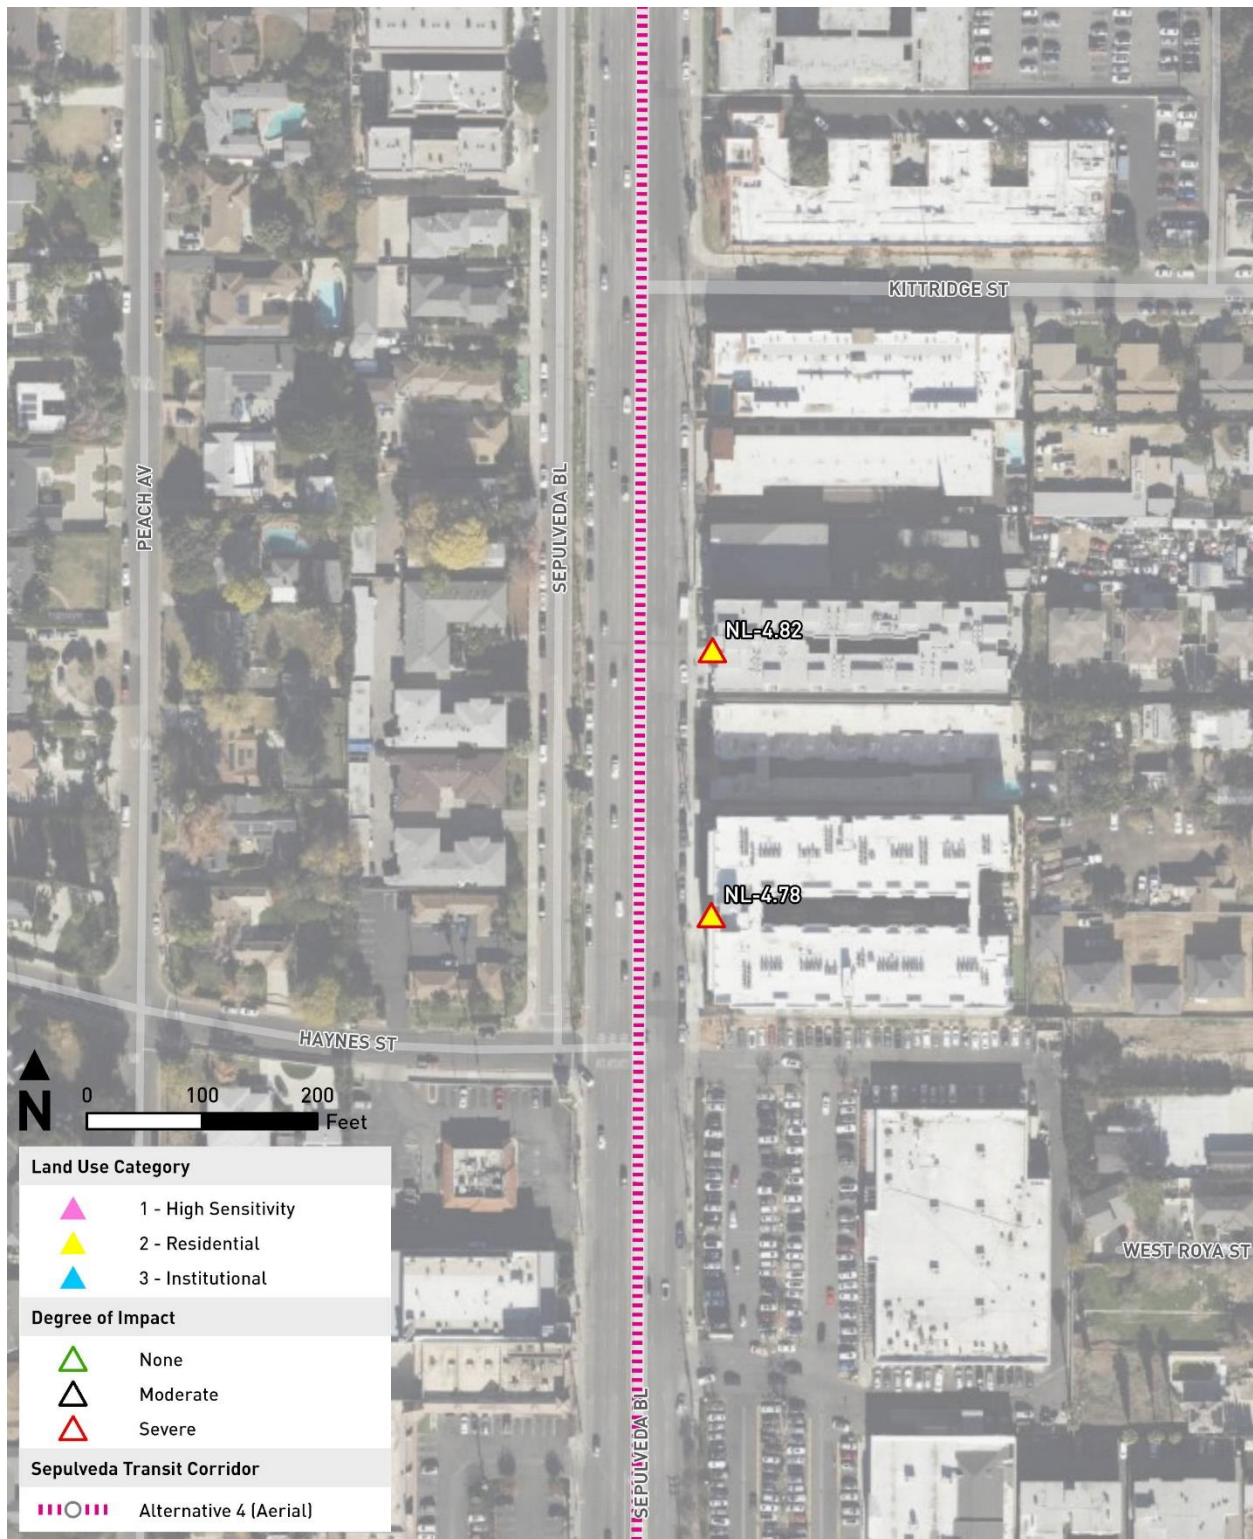 KITTRIDGE ST
PEACH AV
SEPULVEDA BL
NL-4.82
NL-4.78
HAYNES ST
N
0 100 200
Feet
Land Use Category
1 - High Sensitivity
2 - Residential
3 - Institutional
Degree of Impact
None
Moderate
Severe
Sepulveda Transit Corridor
Alternative 4 (Aerial)
WEST ROYA ST
SEPULVEDA BL